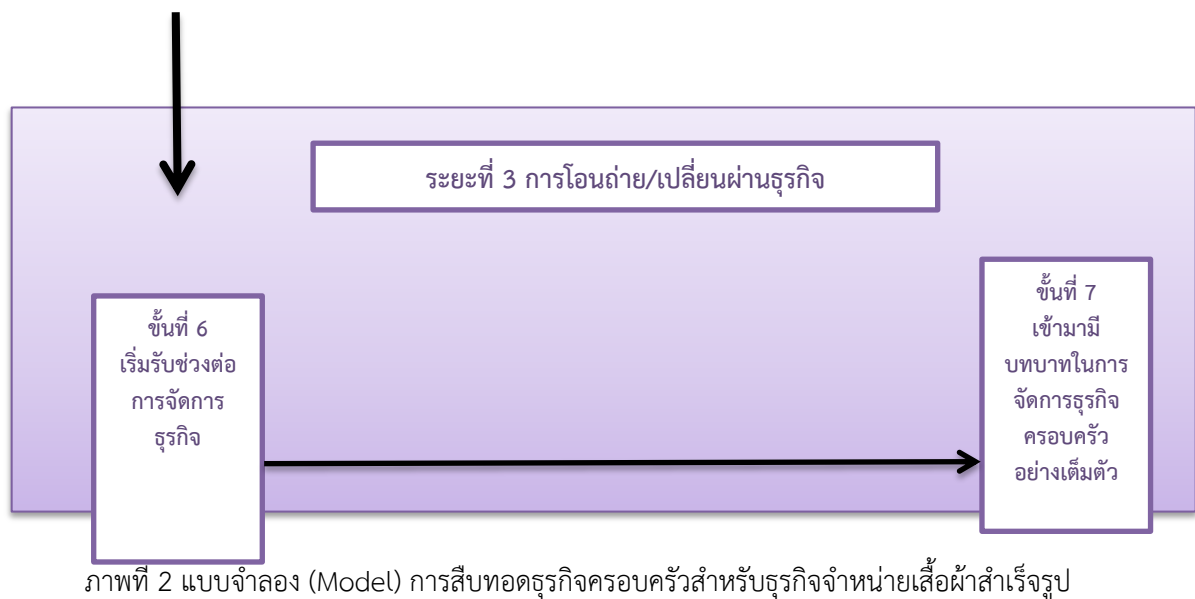 ระยะที่ 3 การโอนถ่าย/เปลี่ยนผ่านธุรกิจ
ขั้นที่ 6
เริ่มรับช่วงต่อ
การจัดการ
ธุรกิจ
ขั้นที่ 7
เข้ามามี
บทบาทในการ
จัดการธุรกิจ
ครอบครัว
อย่างเต็มตัว
ภาพที่ 2 แบบจำลอง (Model) การสืบทอดธุรกิจครอบครัวสำหรับธุรกิจจำหน่ายเสื้อผ้าสำเร็จรูป